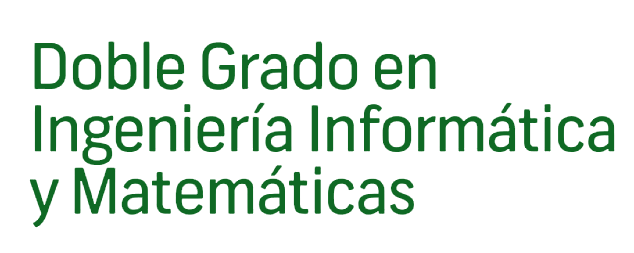 Doble Grado en
Ingeniería Informática
y Matemáticas